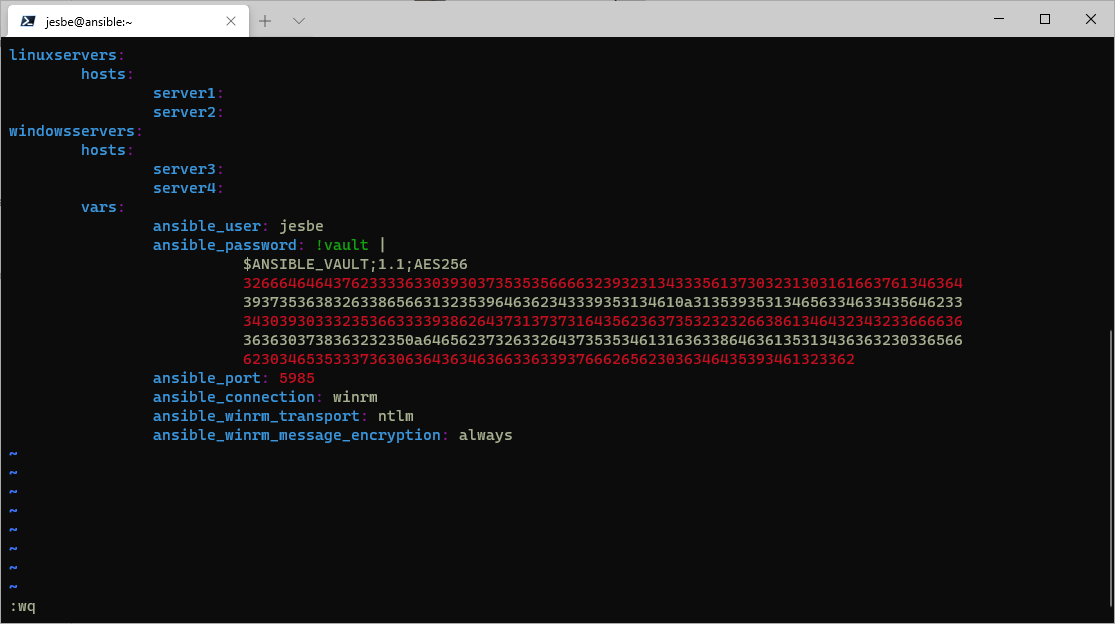 jesbe@ansible:~
linuxservers:
hosts:
server1:
server2:
windowsservers:
hosts:
server3:
server4:
vars:
ansible_user: jesbe
ansible_password: !vault |
$ANSIBLE_VAULT;1.1;AES256
32666464643762333363303930373535356666323932313433356137303231303161663761346364
3937353638326338656631323539646362343339353134610a313539353134656334633435646233
34303930333235366333393862643731373731643562363735323232663861346432343233666636
3636303738363232350a646562373263326437353534613163633864636135313436363230336566
62303465353337363063643634636633633937666265623036346435393461323362
ansible_port: 5985
ansible_connection: winrm
ansible_winrm_transport: ntlm
ansible_winrm_message_encryption: always
~
~
~
~
~
~
~
~
:wq